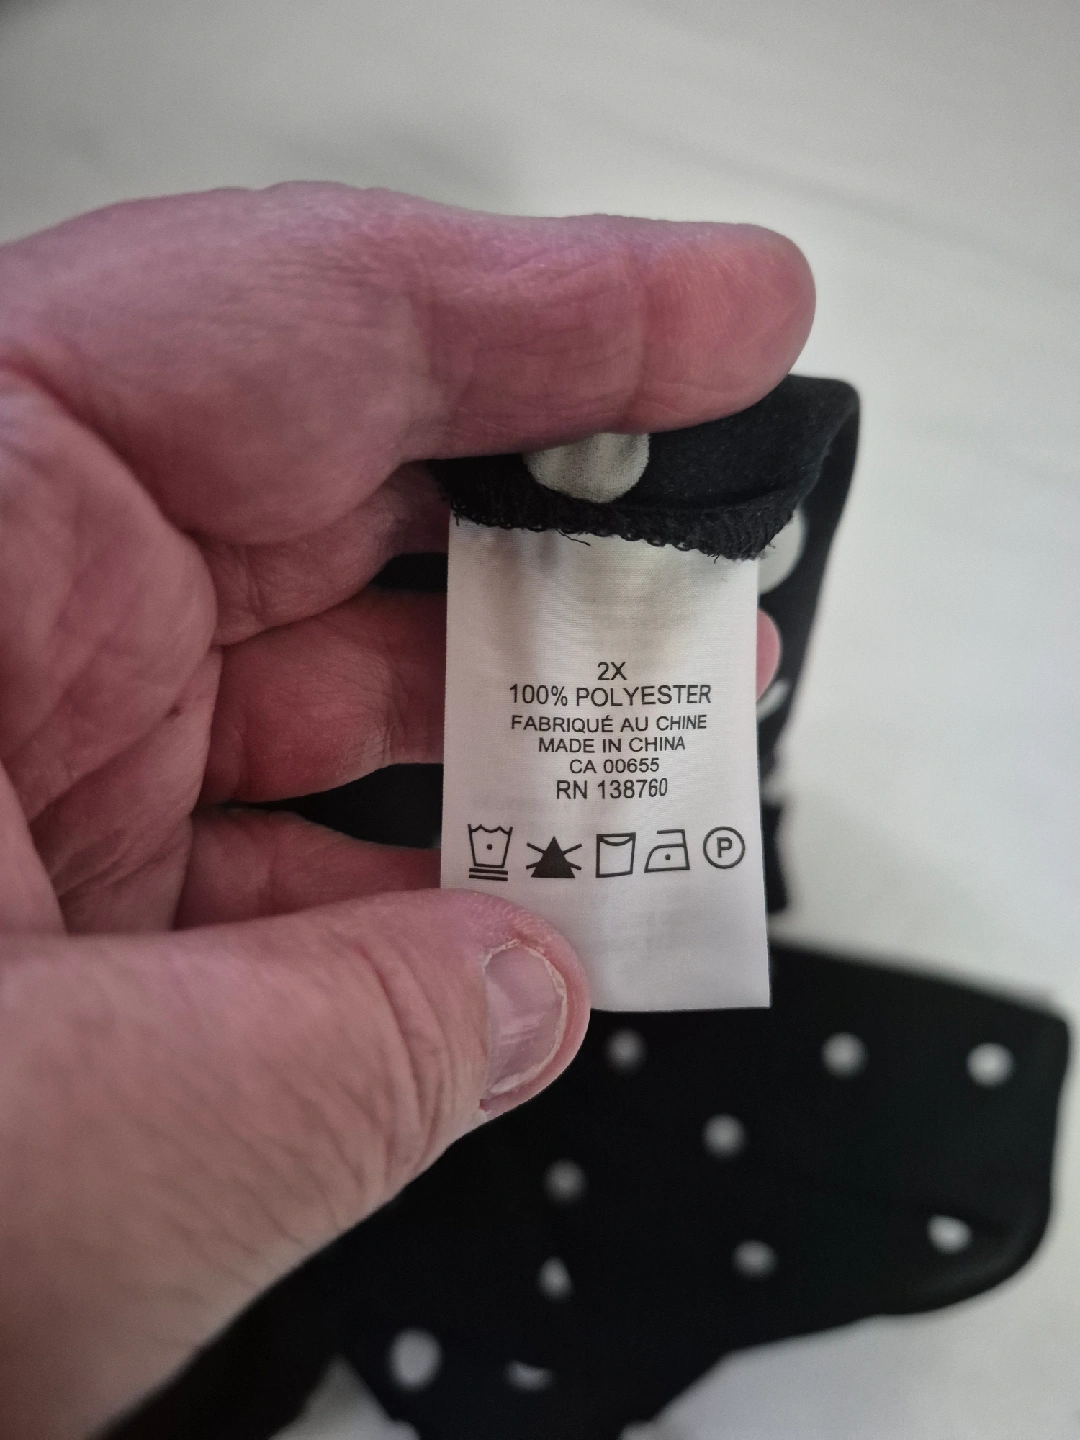 2X
100% POLYESTER
FABRIQUÉ AU CHINE
MADE IN CHINA
CA 00655
RN 138760
P